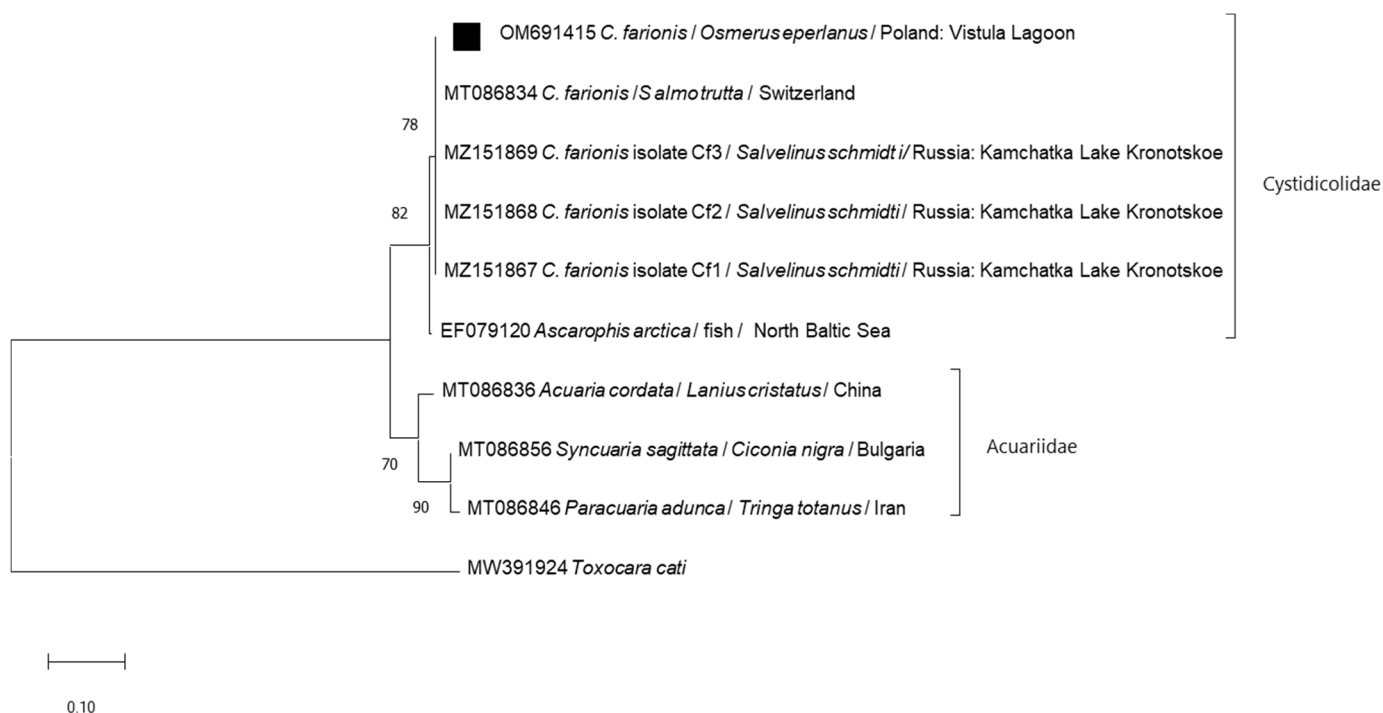 OM691415 C. farionis / Osmerus eperlanus / Poland: Vistula Lagoon
MT086834 C. farionis / Salmo trutta / Switzerland
78
MZ151869 C. farionis isolate Cf3 / Salvelinus schmidt i/ Russia: Kamchatka Lake Kronotskoe
Cystidicolidae
82
MZ151868 C. farionis isolate Cf2 / Salvelinus schmidti / Russia: Kamchatka Lake Kronotskoe
MZ151867 C. farionis isolate Cf1 / Salvelinus schmidti / Russia: Kamchatka Lake Kronotskoe
EF079120 Ascarophis arctica / fish / North Baltic Sea
MT086836 Acuaria cordata / Lanius cristatus / China
MT086856 Syncuaria sagittata / Ciconia nigra / Bulgaria
Acuariidae
70
90
MT086846 Paracuaria adunca / Tringa totanus / Iran
MW391924 Toxocara cati
0.10